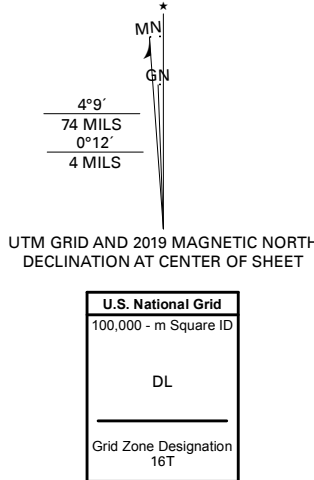 MN
GN
4°9´
74 MILS
0°12´
4 MILS
UTM GRID AND 2019 MAGNETIC NORTH
DECLINATION AT CENTER OF SHEET
U.S. National Grid
100,000 - m Square ID
DL
Grid Zone Designation
16T